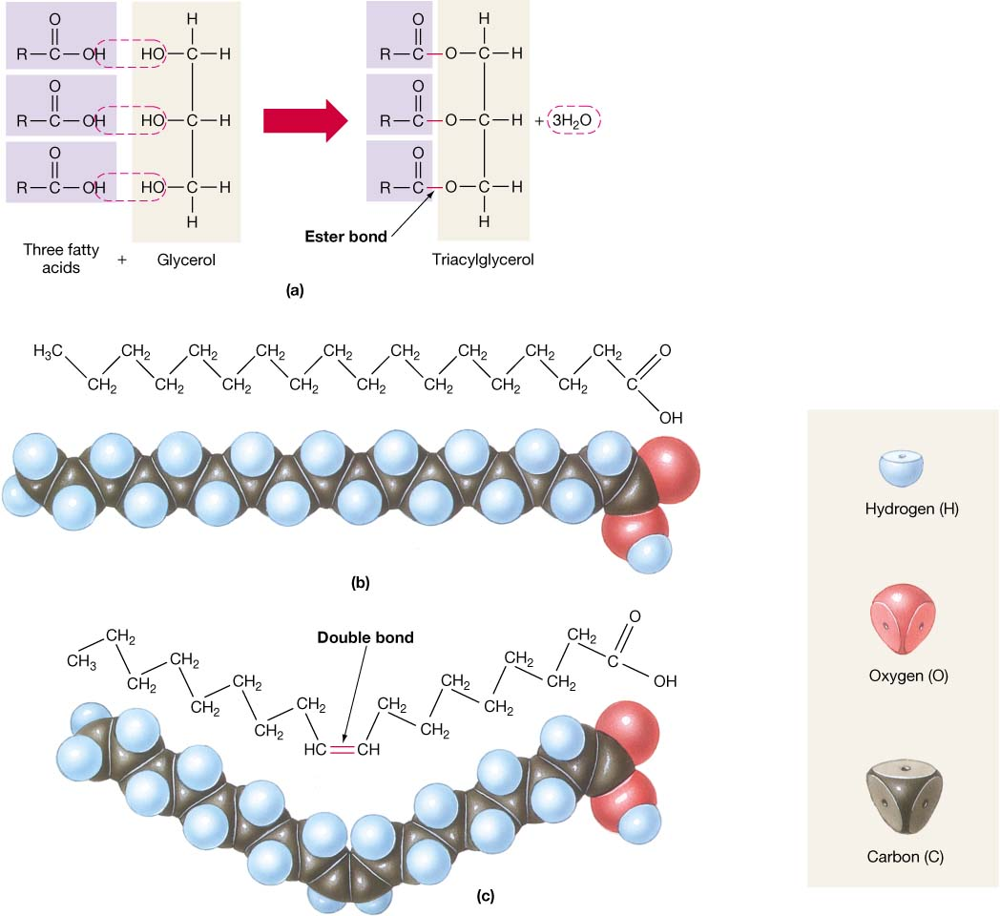 O H O H
R C OH HO C H R C O C H
O O
R C OH HO C H R C O C H + 3H₂O
O O
R C OH HO C H R C O C H
H H
Ester bond
Three fatty
acids
+ Glycerol
Triacylglycerol
(a)
H₃C CH₂ CH₂ CH₂ CH₂ CH₂ CH₂ CH₂ CH₂ O
CH₂ CH₂ CH₂ CH₂ CH₂ CH₂ CH₂ CH₂ C
OH
(b)
O
CH₂ Double bond CH₂
CH₃ CH₂ CH₂ C
CH₂ CH₂ CH₂ CH₂ OH
CH₂ CH₂ CH₂ CH₂
CH₂ CH₂
HC CH
(c)
Hydrogen (H)
Oxygen (O)
Carbon (C)